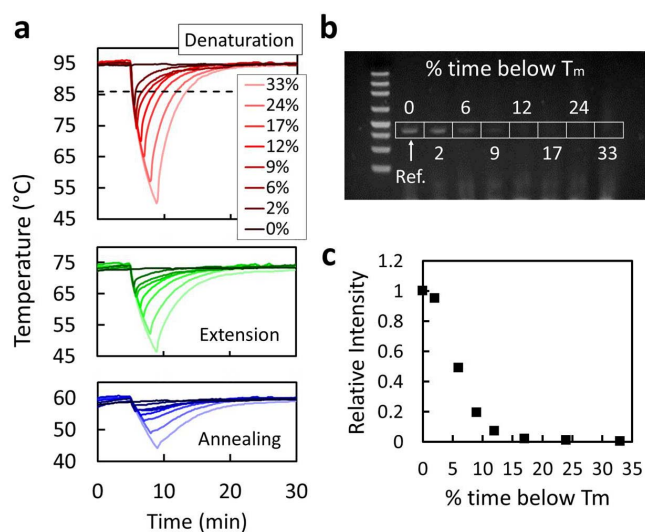 a
Denaturation
95
85
75
65
55
45
33%
24%
17%
12%
9%
6%
2%
0%
75
65
55
45
Extension
60
50
40
Annealing
0 10 20 30
Temperature (°C)
Time (min)
b
% time below Tm
0 6 12 24
2 9 17 33
Ref.
c
1.2
1
0.8
0.6
0.4
0.2
0
0 5 10 15 20 25 30 35
Relative Intensity
% time below Tm